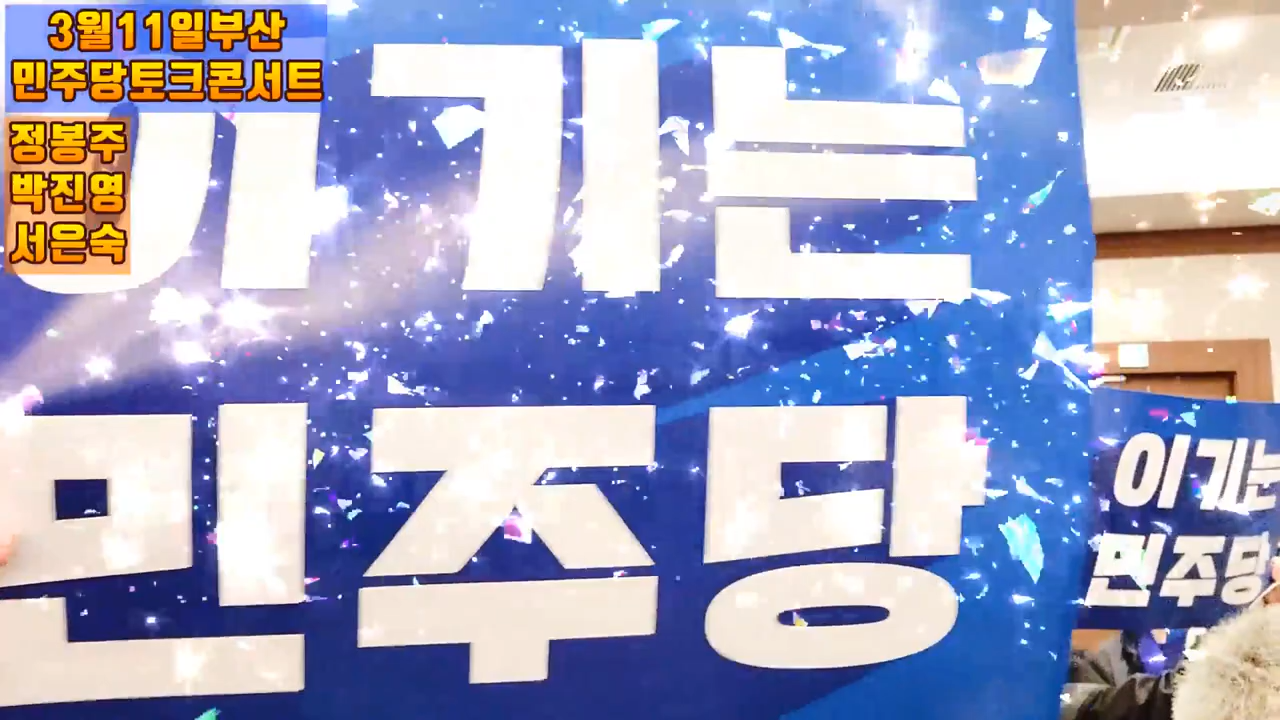 3월11일부산
민주당토크콘서트
정봉주
박진영
서은숙
이기는
민주당
이기는
민주당